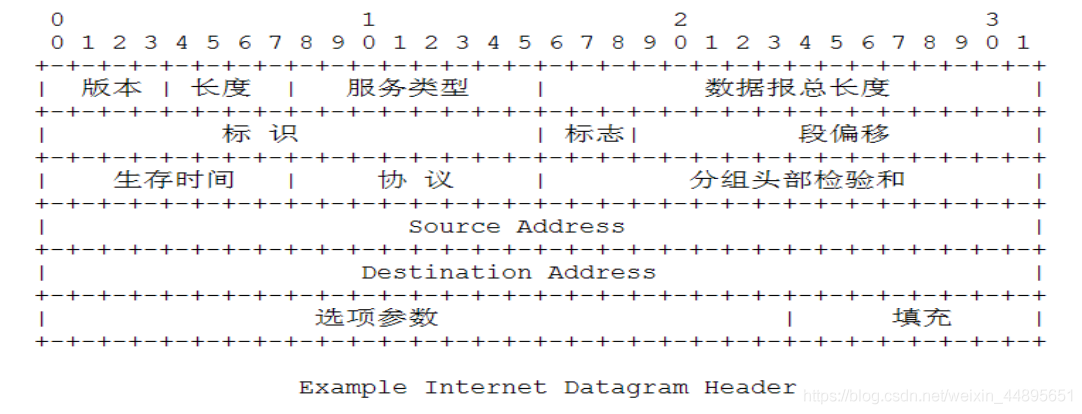 0                   1                   2                   3
0 1 2 3 4 5 6 7 8 9 0 1 2 3 4 5 6 7 8 9 0 1 2 3 4 5 6 7 8 9 0 1
+-+-+-+-+-+-+-+-+-+-+-+-+-+-+-+-+-+-+-+-+-+-+-+-+-+-+-+-+-+-+-+-+
| 版本 | 长度 | 服务类型 | 数据报总长度 |
+-+-+-+-+-+-+-+-+-+-+-+-+-+-+-+-+-+-+-+-+-+-+-+-+-+-+-+-+-+-+-+-+
| 标 识 | 标志| 段偏移 |
+-+-+-+-+-+-+-+-+-+-+-+-+-+-+-+-+-+-+-+-+-+-+-+-+-+-+-+-+-+-+-+-+
| 生存时间 | 协 议 | 分组头部检验和 |
+-+-+-+-+-+-+-+-+-+-+-+-+-+-+-+-+-+-+-+-+-+-+-+-+-+-+-+-+-+-+-+-+
| Source Address |
+-+-+-+-+-+-+-+-+-+-+-+-+-+-+-+-+-+-+-+-+-+-+-+-+-+-+-+-+-+-+-+-+
| Destination Address |
+-+-+-+-+-+-+-+-+-+-+-+-+-+-+-+-+-+-+-+-+-+-+-+-+-+-+-+-+-+-+-+-+
| 选项参数 | 填充 |
+-+-+-+-+-+-+-+-+-+-+-+-+-+-+-+-+-+-+-+-+-+-+-+-+-+-+-+-+-+-+-+-+
Example Internet Datagram Header
https://blog.csdn.net/weixin_44895651